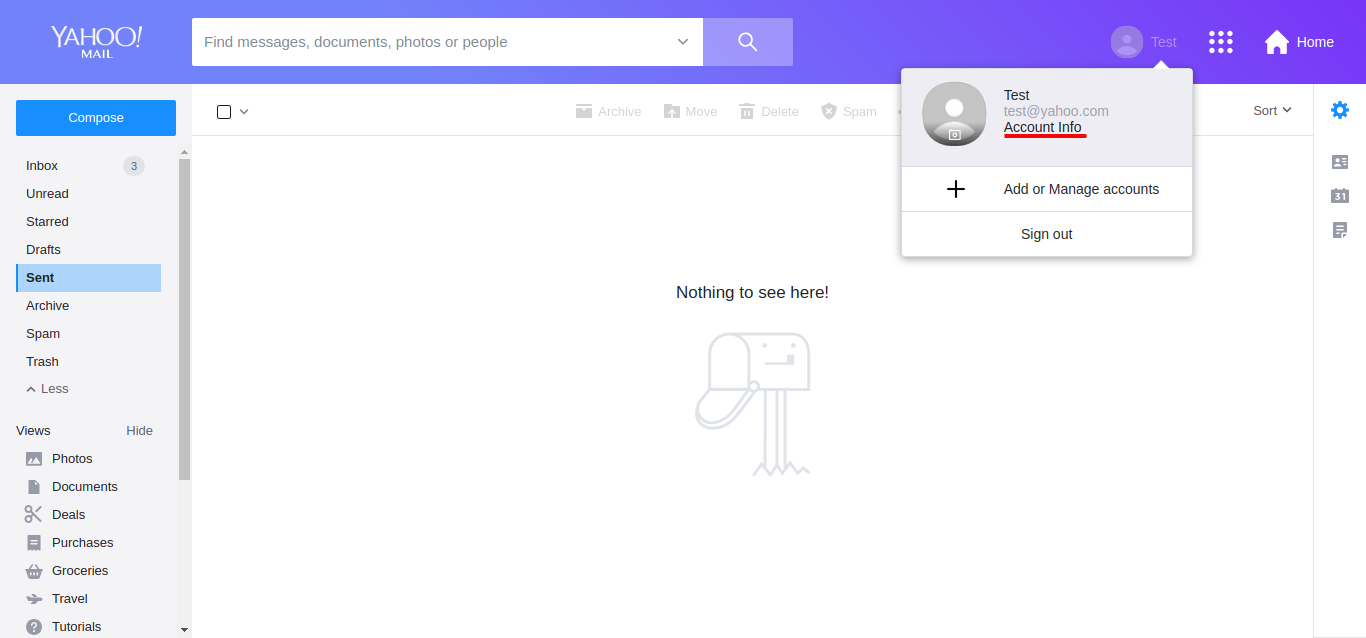 YAHOO!
MAIL
Find messages, documents, photos or people
Test
Home
Test
test@yahoo.com
Account Info
Add or Manage accounts
Sign out
Compose
Archive
Move
Delete
Spam
Sort
Inbox
3
Unread
Starred
Drafts
Sent
Archive
Spam
Trash
Less
Views
Hide
Photos
Documents
Deals
Purchases
Groceries
Travel
Tutorials
31
Nothing to see here!